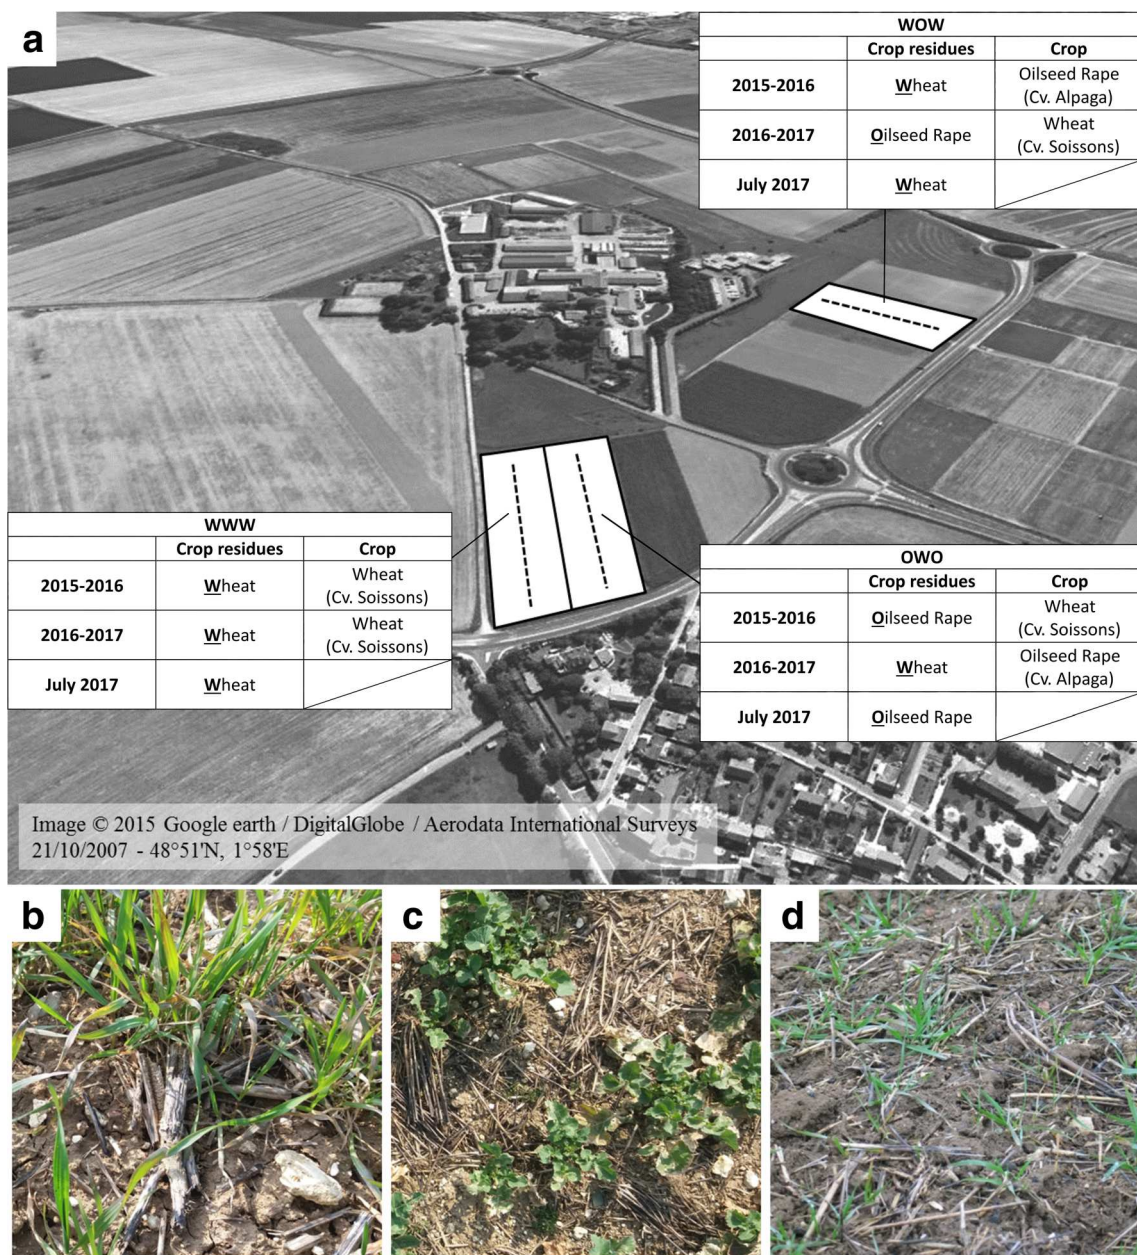 a
WOW
Crop residues Crop
2015-2016 Wheat Oilseed Rape
(Cv. Alpaga)
2016-2017 Oilseed Rape Wheat
(Cv. Soissons)
July 2017 Wheat
WWW
Crop residues Crop
2015-2016 Wheat Wheat
(Cv. Soissons)
2016-2017 Wheat Wheat
(Cv. Soissons)
July 2017 Wheat
OWO
Crop residues Crop
2015-2016 Oilseed Rape Wheat
(Cv. Soissons)
2016-2017 Wheat Oilseed Rape
(Cv. Alpaga)
July 2017 Oilseed Rape
Image © 2015 Google earth / DigitalGlobe / Aerodata International Surveys
21/10/2007 - 48°51'N, 1°58'E
b
c
d